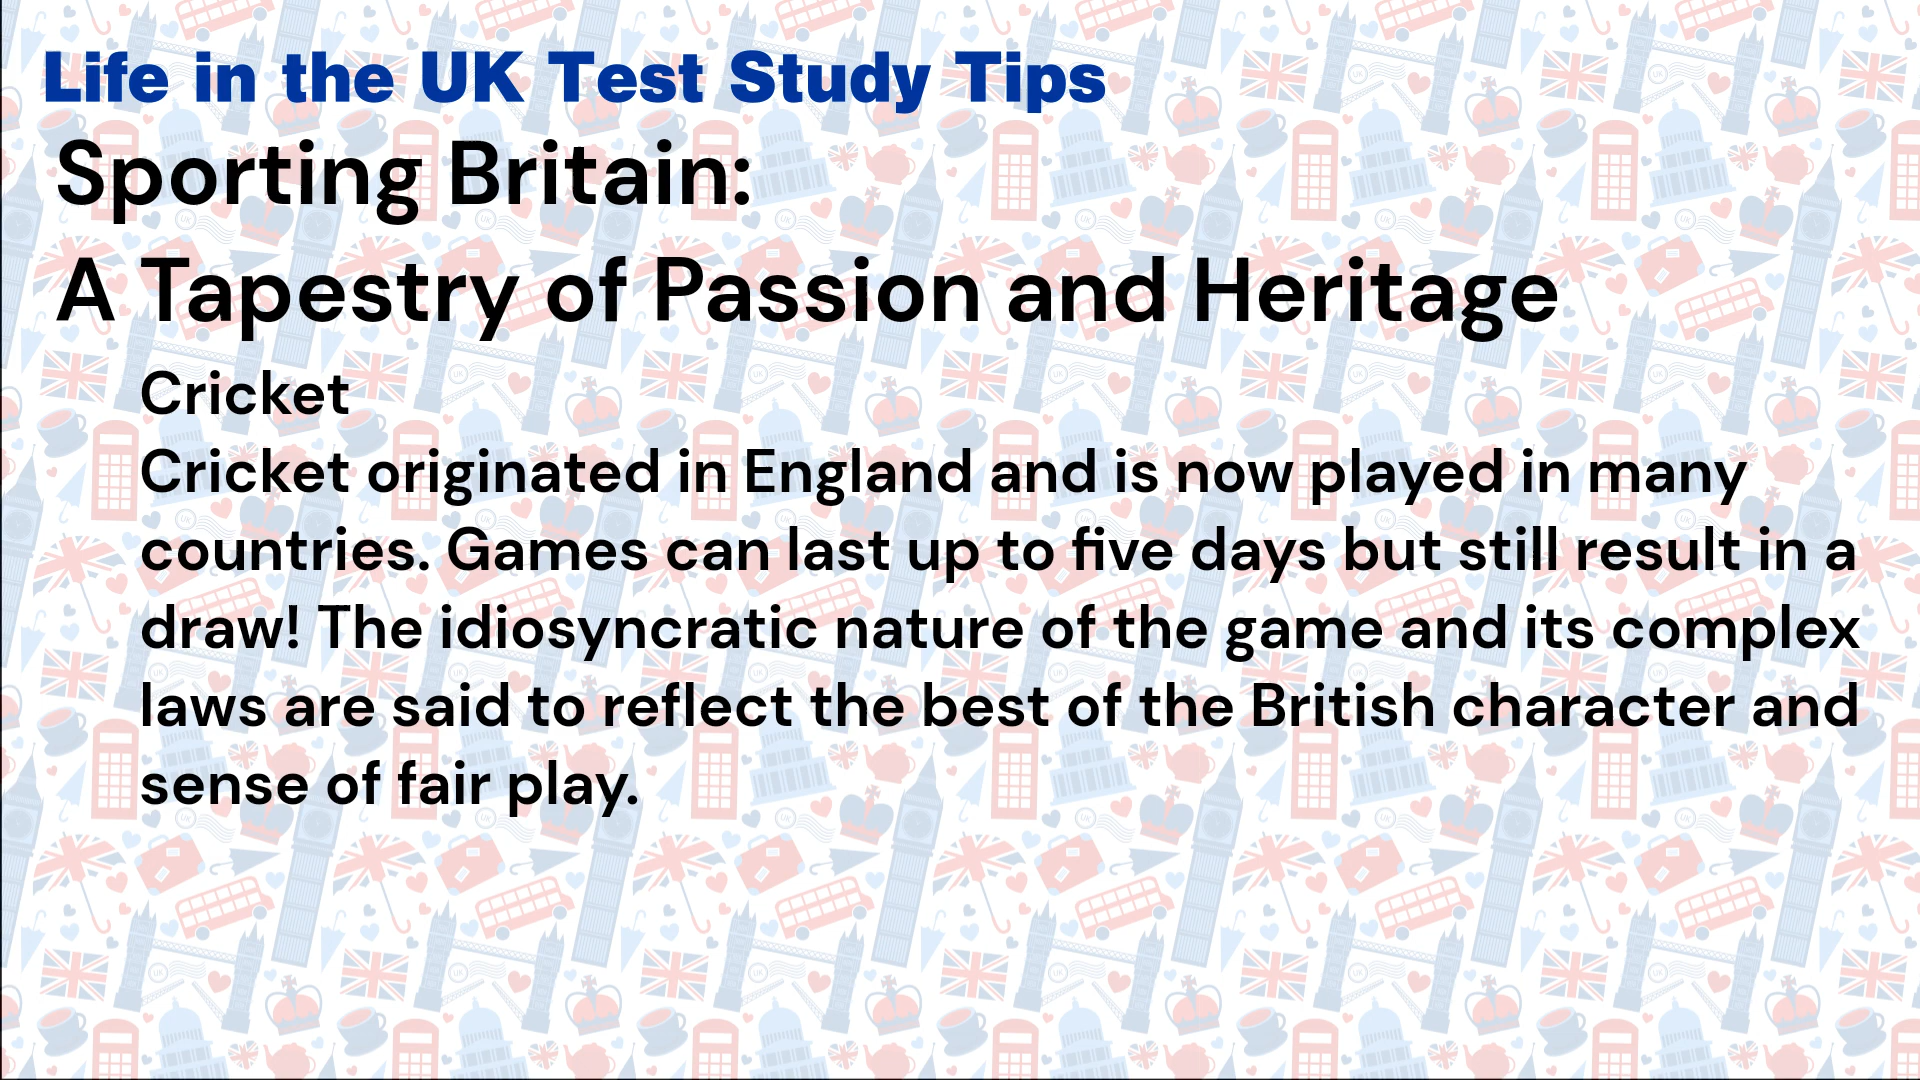 Life in the UK Test Study Tips
Sporting Britain:
A Tapestry of Passion and Heritage
Cricket
Cricket originated in England and is now played in many
countries. Games can last up to five days but still result in a
draw! The idiosyncratic nature of the game and its complex
laws are said to reflect the best of the British character and
sense of fair play.